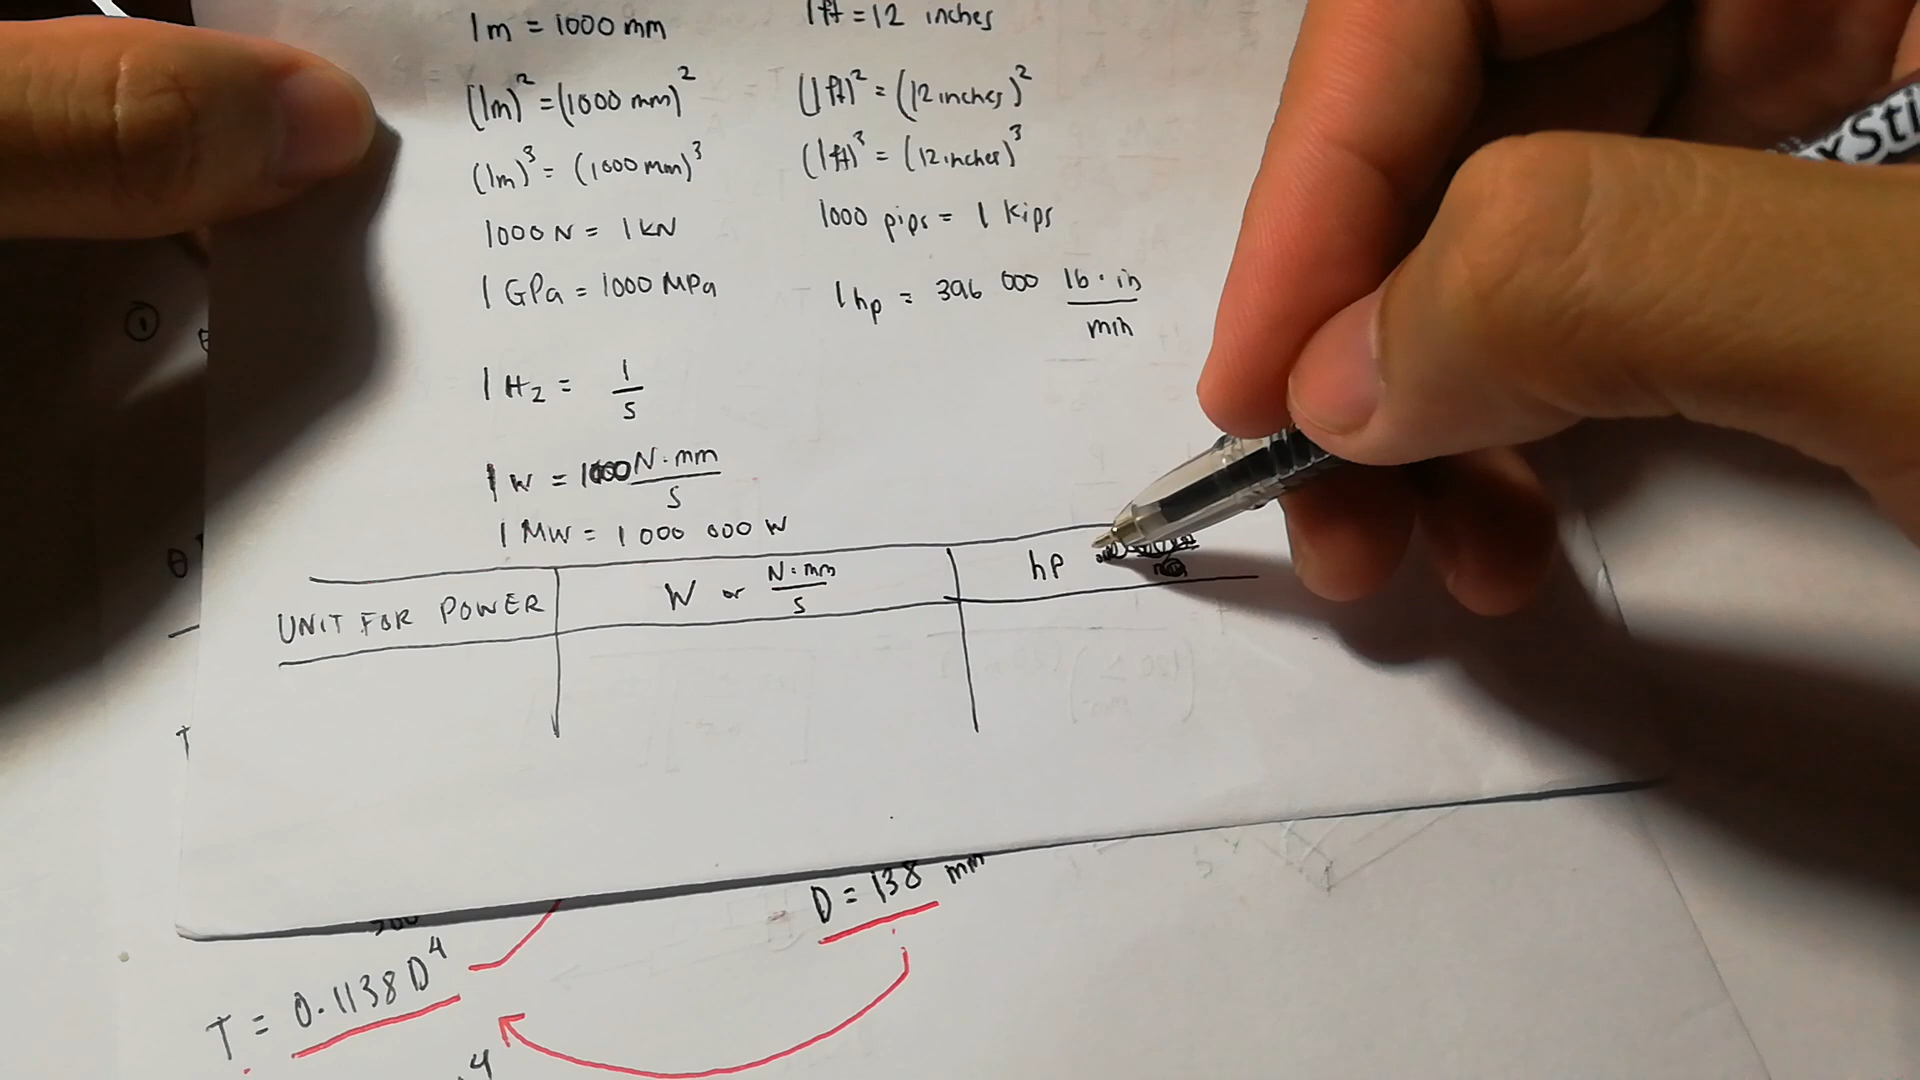 1m = 1000 mm
(1m)² = (1000 mm)²
(1m)³ = (1000 mm)³
1000 N = 1 KN
1 GPa = 1000 MPa
1 Hz = 1/s
1 W = 1000 N·mm/s
1 MW = 1 000 000 W
1ft = 12 inches
(1ft)² = (12 inches)²
(1ft)³ = (12 inches)³
1000 pips = 1 Kips
1 hp = 396 000 lb·in/min
UNIT FOR POWER
W or N·mm/s
hp
D = 138 mm
T = 0.1138 D⁴
4
①
θ
T